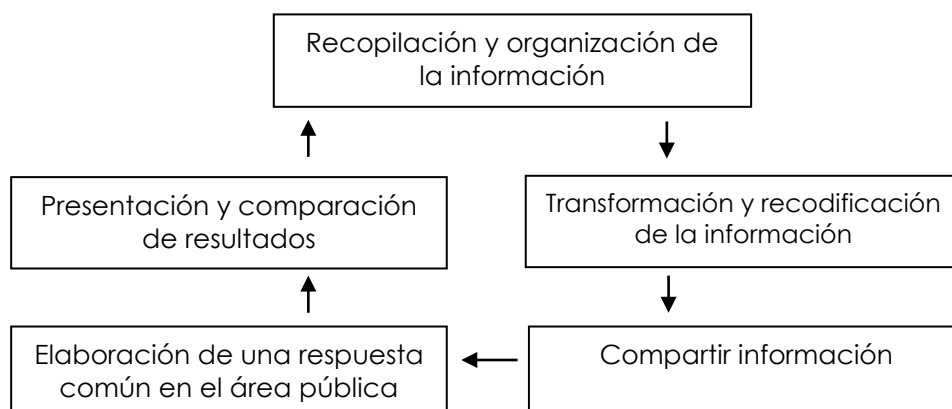 Recopilación y organización de
la información
Presentación y comparación
de resultados
Transformación y recodificación
de la información
Elaboración de una respuesta
común en el área pública
Compartir información